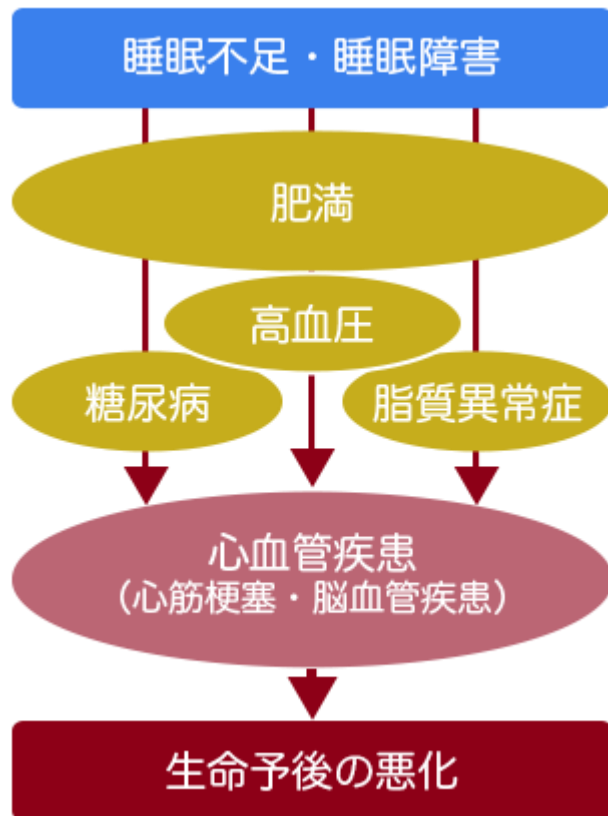 睡眠不足・睡眠障害
肥満
高血圧
糖尿病
脂質異常症
心血管疾患
（心筋梗塞・脳血管疾患）
生命予後の悪化